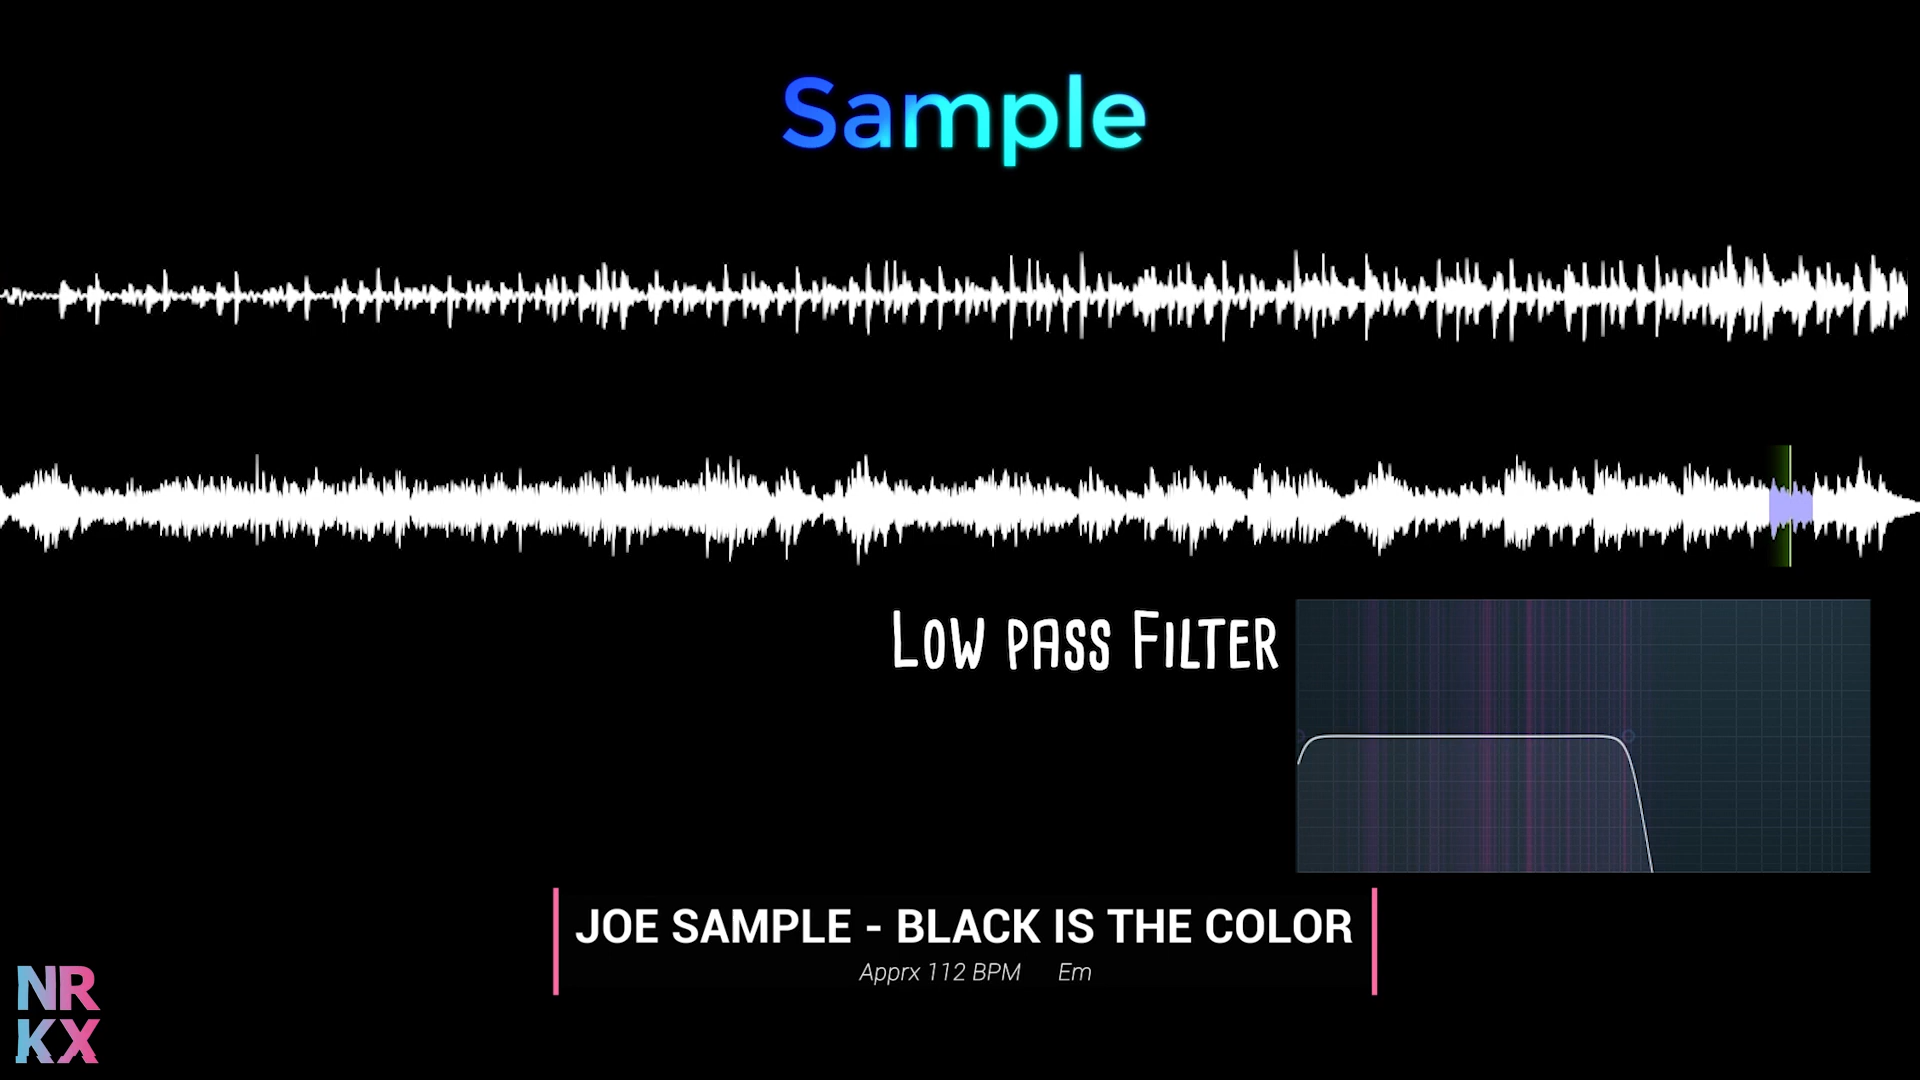 Sample
LOW PASS FILTER
JOE SAMPLE - BLACK IS THE COLOR
Apprx 112 BPM Em
NR
KX